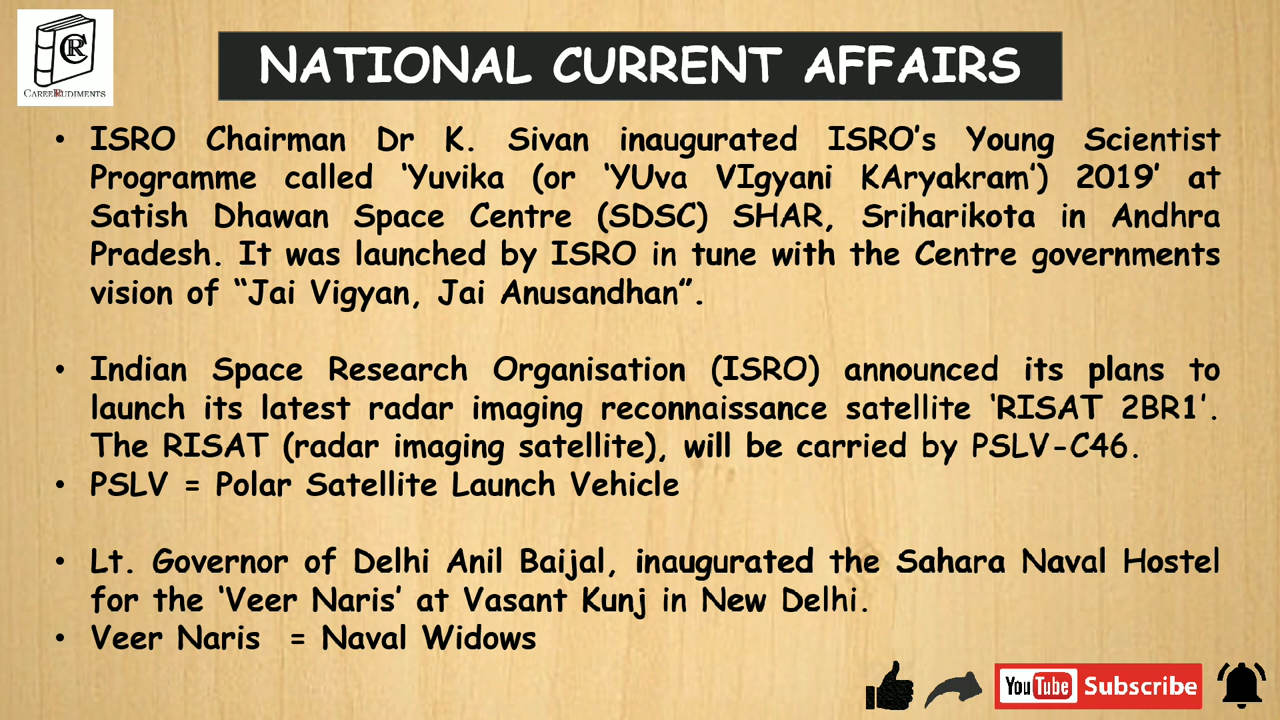 CR
CAREERUDIMENTS
NATIONAL CURRENT AFFAIRS
• ISRO Chairman Dr K. Sivan inaugurated ISRO's Young Scientist
Programme called ‘Yuvika (or ‘YUva VIgyani KAryakram’) 2019’ at
Satish Dhawan Space Centre (SDSC) SHAR, Sriharikota in Andhra
Pradesh. It was launched by ISRO in tune with the Centre governments
vision of “Jai Vigyan, Jai Anusandhan”.
• Indian Space Research Organisation (ISRO) announced its plans to
launch its latest radar imaging reconnaissance satellite ‘RISAT 2BR1’.
The RISAT (radar imaging satellite), will be carried by PSLV-C46.
• PSLV = Polar Satellite Launch Vehicle
• Lt. Governor of Delhi Anil Baijal, inaugurated the Sahara Naval Hostel
for the ‘Veer Naris’ at Vasant Kunj in New Delhi.
• Veer Naris = Naval Widows
YouTube Subscribe